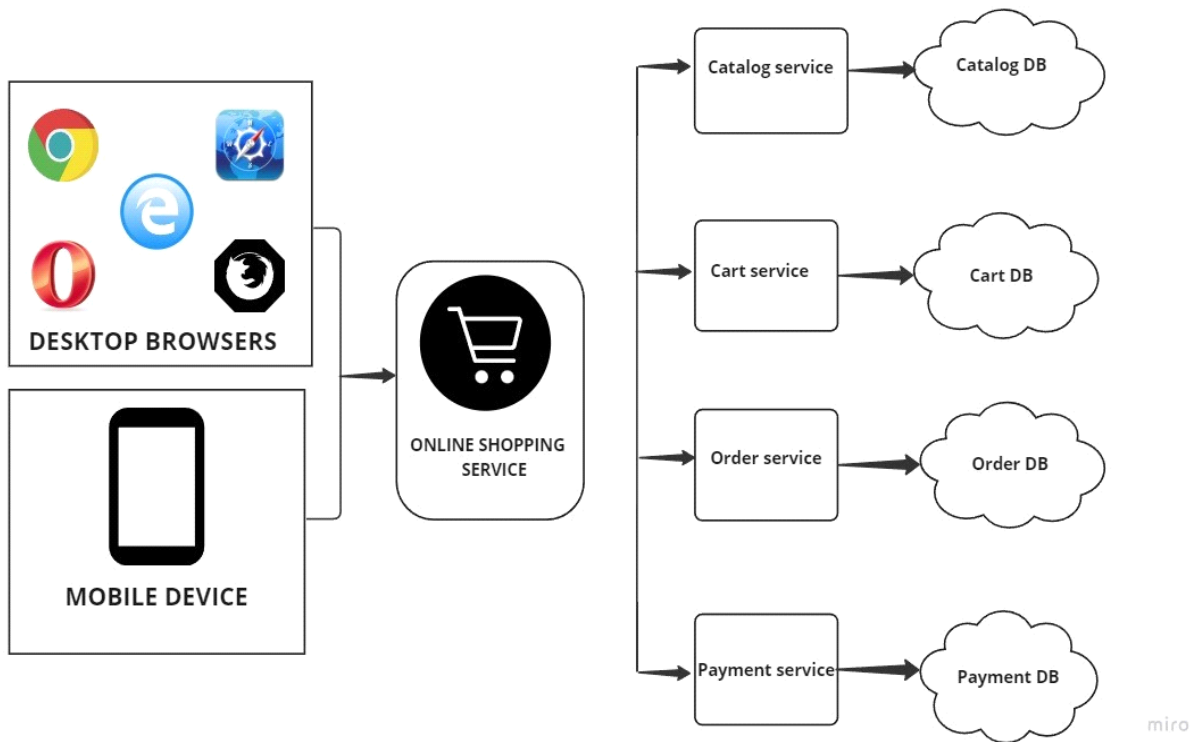 DESKTOP BROWSERS
MOBILE DEVICE
ONLINE SHOPPING
SERVICE
Catalog service
Catalog DB
Cart service
Cart DB
Order service
Order DB
Payment service
Payment DB
miro